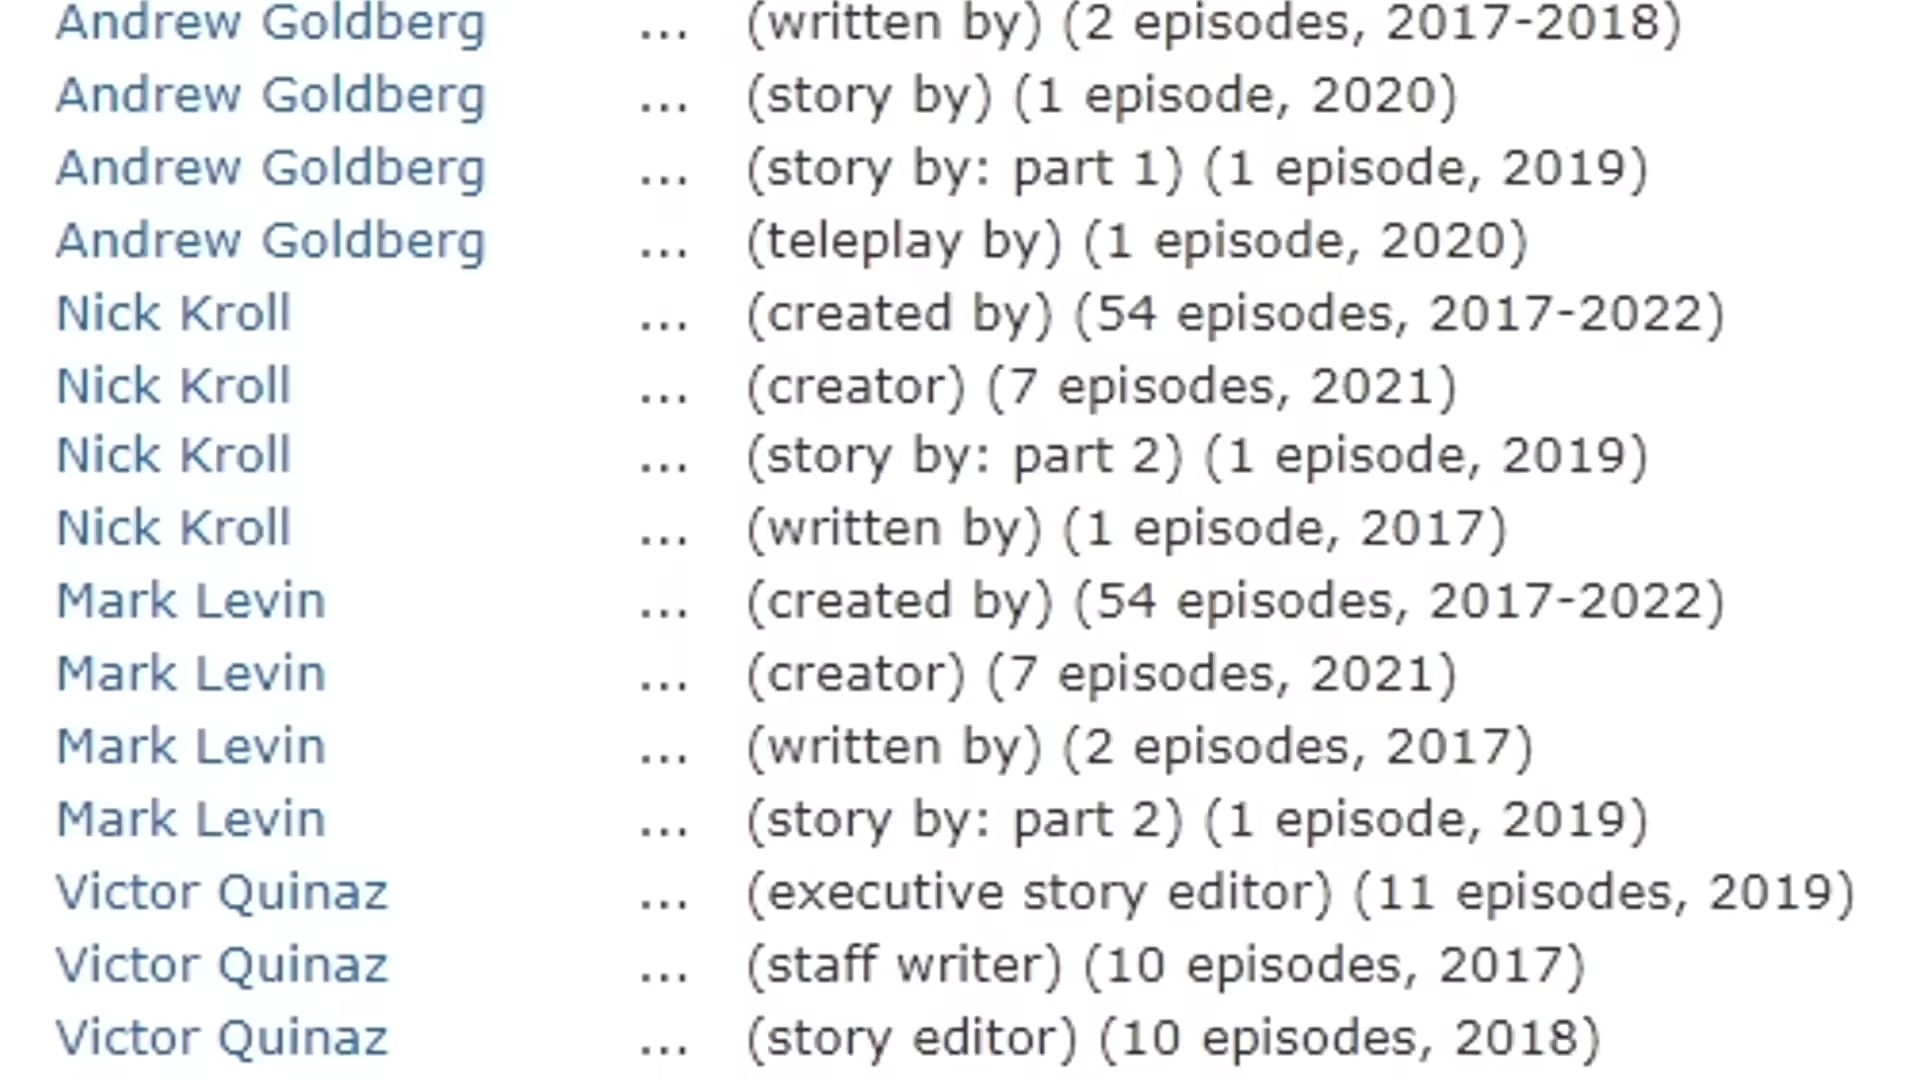 Andrew Goldberg ... (written by) (2 episodes, 2017-2018)
Andrew Goldberg ... (story by) (1 episode, 2020)
Andrew Goldberg ... (story by: part 1) (1 episode, 2019)
Andrew Goldberg ... (teleplay by) (1 episode, 2020)
Nick Kroll ... (created by) (54 episodes, 2017-2022)
Nick Kroll ... (creator) (7 episodes, 2021)
Nick Kroll ... (story by: part 2) (1 episode, 2019)
Nick Kroll ... (written by) (1 episode, 2017)
Mark Levin ... (created by) (54 episodes, 2017-2022)
Mark Levin ... (creator) (7 episodes, 2021)
Mark Levin ... (written by) (2 episodes, 2017)
Mark Levin ... (story by: part 2) (1 episode, 2019)
Victor Quinaz ... (executive story editor) (11 episodes, 2019)
Victor Quinaz ... (staff writer) (10 episodes, 2017)
Victor Quinaz ... (story editor) (10 episodes, 2018)